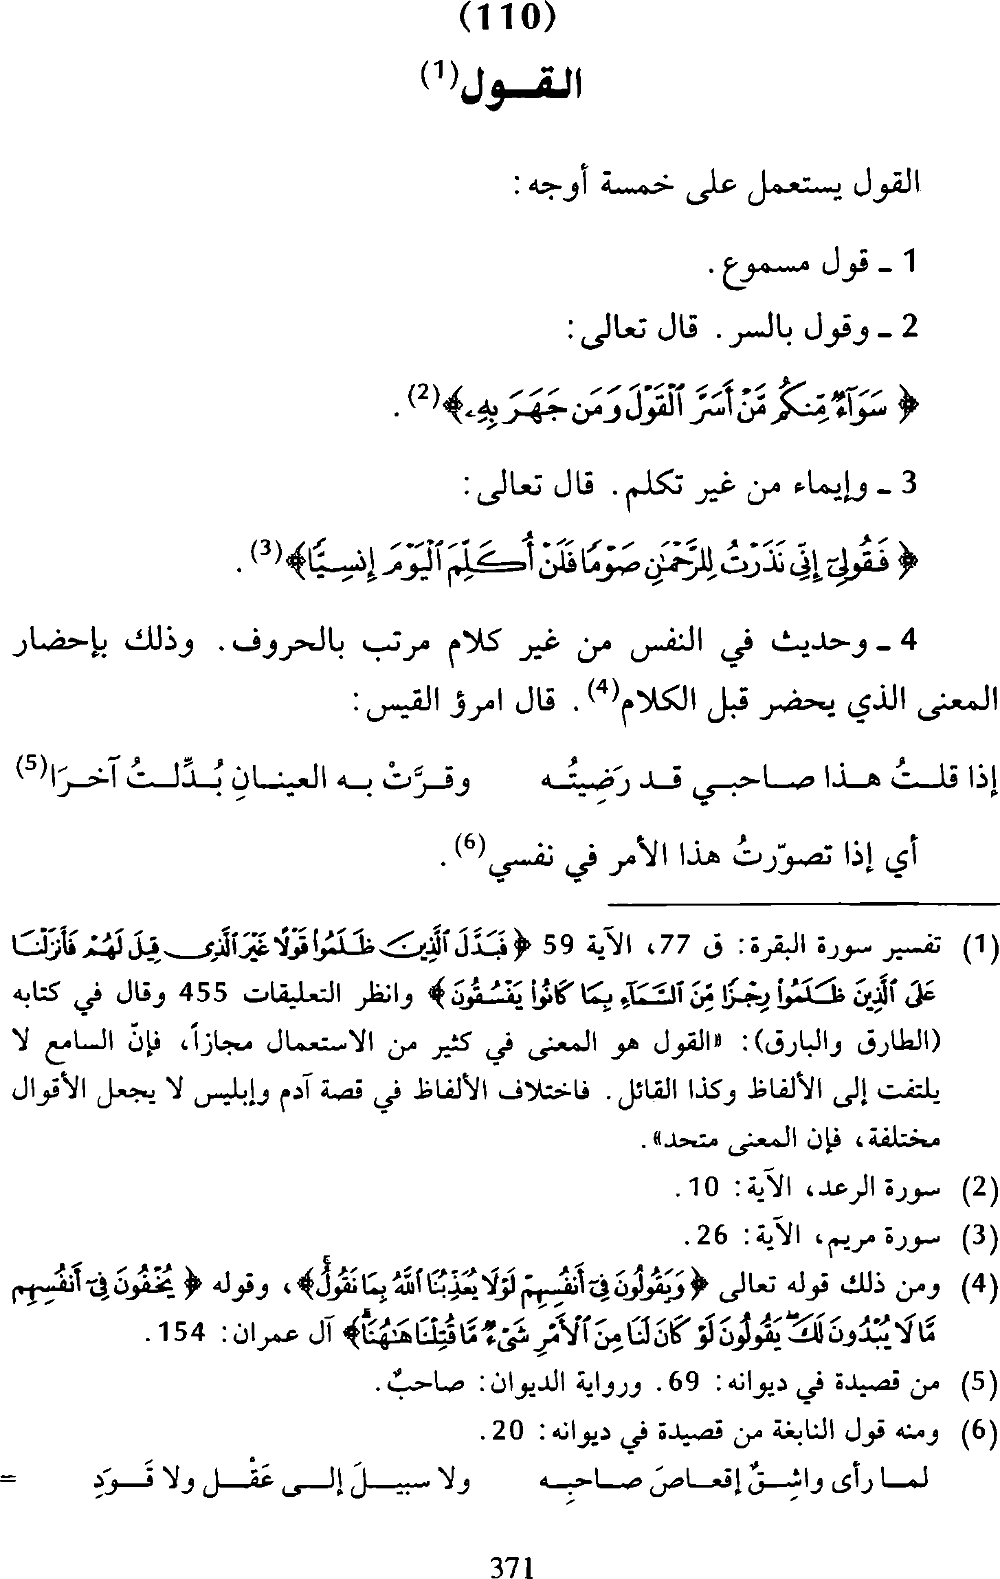 (110)
القـول(1)
القول يستعمل على خمسة أوجه:
1 ـ قول مسموع.
2 ـ وقول بالسر. قال تعالى:
﴿ سَوَآءٌ مِّنكُم مَّنْ أَسَرَّ ٱلْقَوْلَ وَمَن جَهَرَ بِهِۦ ﴾(2).
3 ـ وإيماء من غير تكلم. قال تعالى:
﴿ فَقُولِىٓ إِنِّى نَذَرْتُ لِلرَّحْمَٰنِ صَوْمًا فَلَنْ أُكَلِّمَ ٱلْيَوْمَ إِنسِيًّا ﴾(3).
4 ـ وحديث في النفس من غير كلام مرتب بالحروف. وذلك بإحضار
المعنى الذي يحضر قبل الكلام(4). قال امرؤ القيس:
إذا قلتُ هذا صاحبي قد رَضِيتُه وقرَّتْ به العينانِ بُدِّلتُ آخرَا(5)
أي إذا تصوّرتُ هذا الأمر في نفسي(6).
(1) تفسير سورة البقرة: ق 77، الآية 59 ﴿ فَبَدَّلَ ٱلَّذِينَ ظَلَمُوا۟ قَوْلًا غَيْرَ ٱلَّذِى قِيلَ لَهُمْ فَأَنزَلْنَا
عَلَى ٱلَّذِينَ ظَلَمُوا۟ رِجْزًا مِّنَ ٱلسَّمَآءِ بِمَا كَانُوا۟ يَفْسُقُونَ ﴾ وانظر التعليقات 455 وقال في كتابه
(الطارق والبارق): «القول هو المعنى في كثير من الاستعمال مجازاً، فإنّ السامع لا
يلتفت إلى الألفاظ وكذا القائل. فاختلاف الألفاظ في قصة آدم وإبليس لا يجعل الأقوال
مختلفة، فإن المعنى متحد».
(2) سورة الرعد، الآية: 10.
(3) سورة مريم، الآية: 26.
(4) ومن ذلك قوله تعالى ﴿ وَيَقُولُونَ فِىٓ أَنفُسِهِمْ لَوْلَا يُعَذِّبُنَا ٱللَّهُ بِمَا نَقُولُ ﴾، وقوله ﴿ يُخْفُونَ فِىٓ أَنفُسِهِم
مَّا لَا يُبْدُونَ لَكَ يَقُولُونَ لَوْ كَانَ لَنَا مِنَ ٱلْأَمْرِ شَىْءٌ مَّا قُتِلْنَا هَٰهُنَا ﴾ آل عمران: 154.
(5) من قصيدة في ديوانه: 69. ورواية الديوان: صاحبٌ.
(6) ومنه قول النابغة من قصيدة في ديوانه: 20.
لما رأى واشِقٌ إقعاصَ صاحبِه ولا سبيلَ إلى عَقْلٍ ولا قَوَدِ =
371